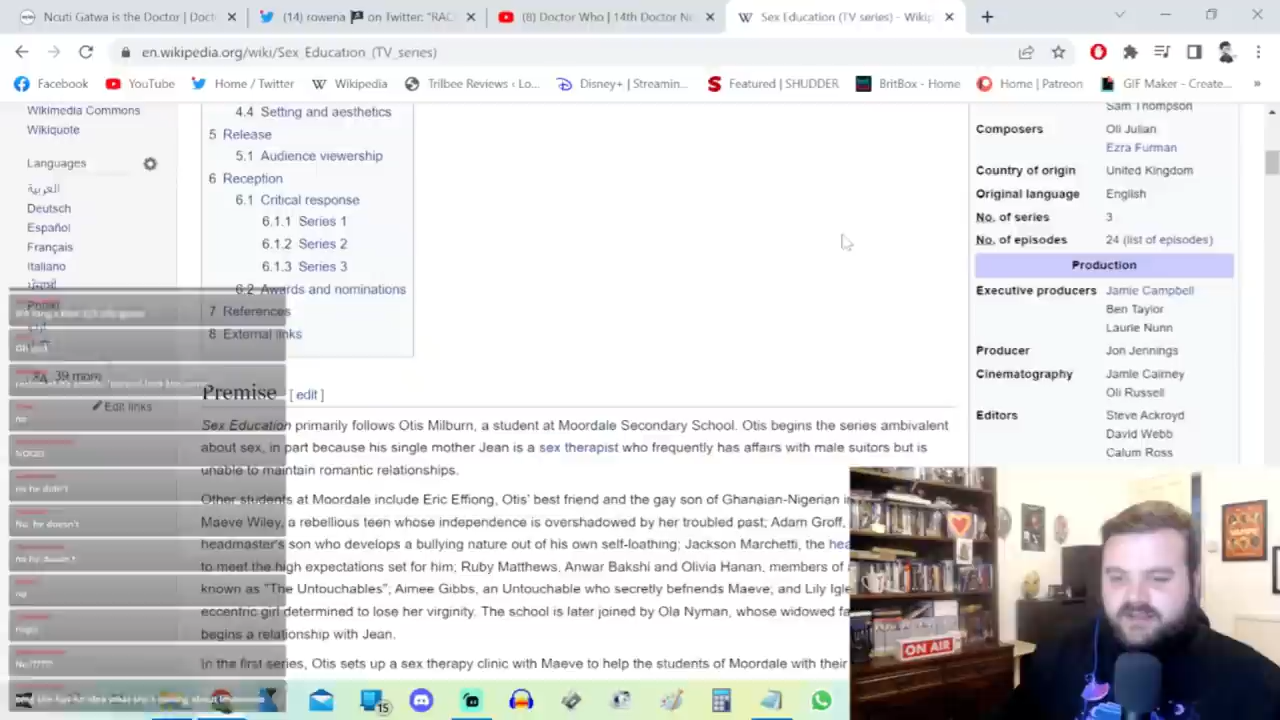 Ncuti Gatwa is the Doctor | Doct
(14) rowena 🏴 on Twitter: "RAC
(8) Doctor Who | 14th Doctor N
Sex Education (TV series) - Wikip
en.wikipedia.org/wiki/Sex_Education_(TV_series)
Facebook
YouTube
Home / Twitter
Wikipedia
Trilbee Reviews ‹ Lo...
Disney+ | Streamin...
Featured | SHUDDER
BritBox - Home
Home | Patreon
GIF Maker - Create...
»
Wikimedia Commons
Wikiquote
Languages
العربية
Deutsch
Español
Français
Italiano
39 more
Edit links
no he didn't
No, he doesn't
no
4.4 Setting and aesthetics
5 Release
5.1 Audience viewership
6 Reception
6.1 Critical response
6.1.1 Series 1
6.1.2 Series 2
6.1.3 Series 3
6.2 Awards and nominations
7 References
8 External links
Premise [ edit ]
Sex Education primarily follows Otis Milburn, a student at Moordale Secondary School. Otis begins the series ambivalent
about sex, in part because his single mother Jean is a sex therapist who frequently has affairs with male suitors but is
unable to maintain romantic relationships.
Other students at Moordale include Eric Effiong, Otis' best friend and the gay son of Ghanaian-Nigerian i
Maeve Wiley, a rebellious teen whose independence is overshadowed by her troubled past; Adam Groff,
headmaster's son who develops a bullying nature out of his own self-loathing; Jackson Marchetti, the hea
to meet the high expectations set for him; Ruby Matthews, Anwar Bakshi and Olivia Hanan, members of
known as "The Untouchables"; Aimee Gibbs, an Untouchable who secretly befriends Maeve; and Lily Igle
eccentric girl determined to lose her virginity. The school is later joined by Ola Nyman, whose widowed fa
begins a relationship with Jean.
In the first series, Otis sets up a sex therapy clinic with Maeve to help the students of Moordale with their
Sam Thompson
Composers Oli Julian
Ezra Furman
Country of origin United Kingdom
Original language English
No. of series 3
No. of episodes 24 (list of episodes)
Production
Executive producers Jamie Campbell
Ben Taylor
Laurie Nunn
Producer Jon Jennings
Cinematography Jamie Cairney
Oli Russell
Editors Steve Ackroyd
David Webb
Calum Ross
ON AIR
15